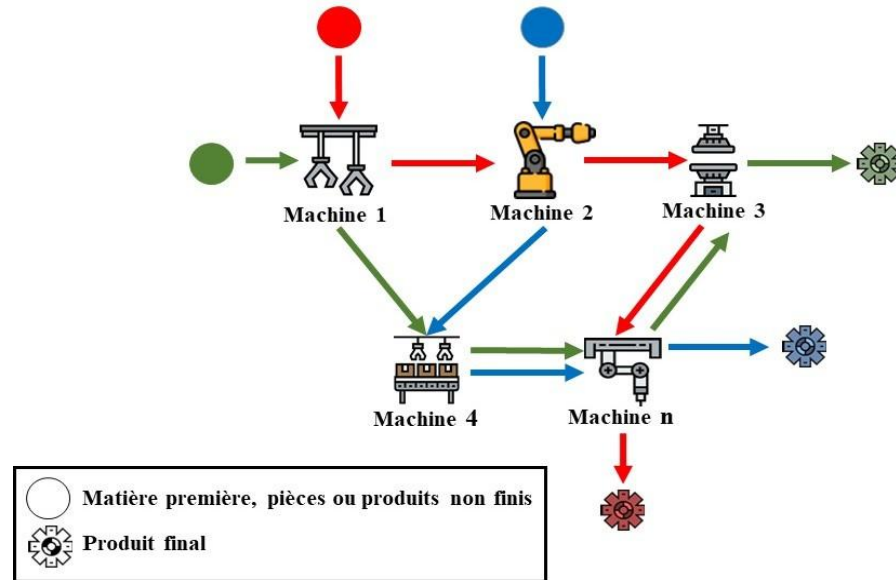 Machine 1
Machine 2
Machine 3
Machine 4
Machine n
Matière première, pièces ou produits non finis
Produit final